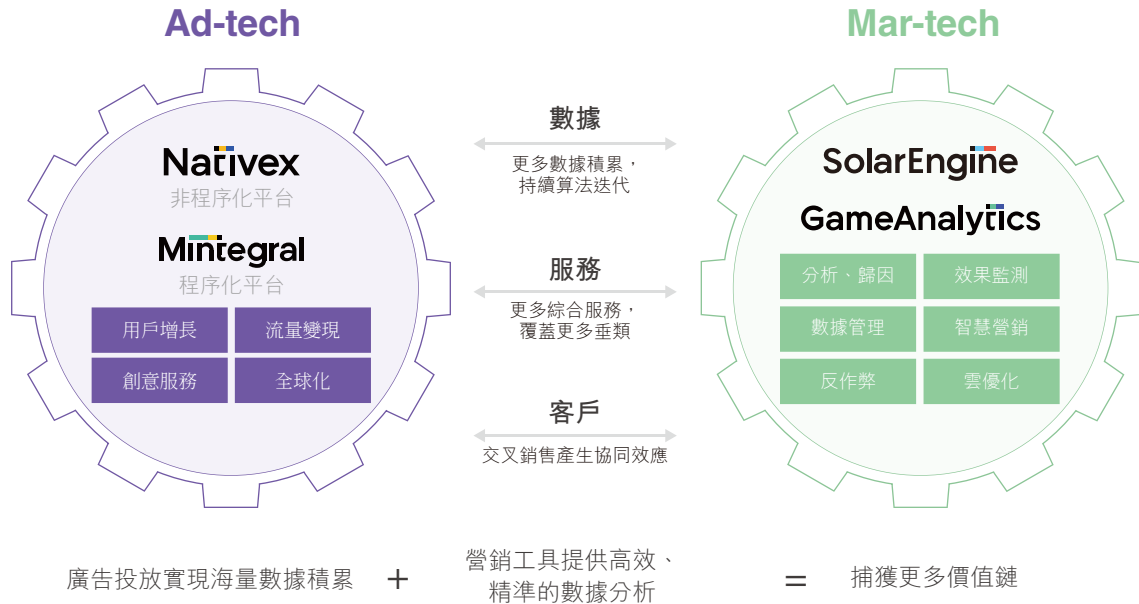 Ad-tech
Mar-tech
Nativex
非程序化平台
Mintegral
程序化平台
用戶增長
流量變現
創意服務
全球化
數據
更多數據積累，
持續算法迭代
服務
更多綜合服務，
覆蓋更多垂類
客戶
交叉銷售產生協同效應
SolarEngine
GameAnalytics
分析、歸因
效果監測
數據管理
智慧營銷
反作弊
雲優化
廣告投放實現海量數據積累
+
營銷工具提供高效、
精準的數據分析
=
捕獲更多價值鏈